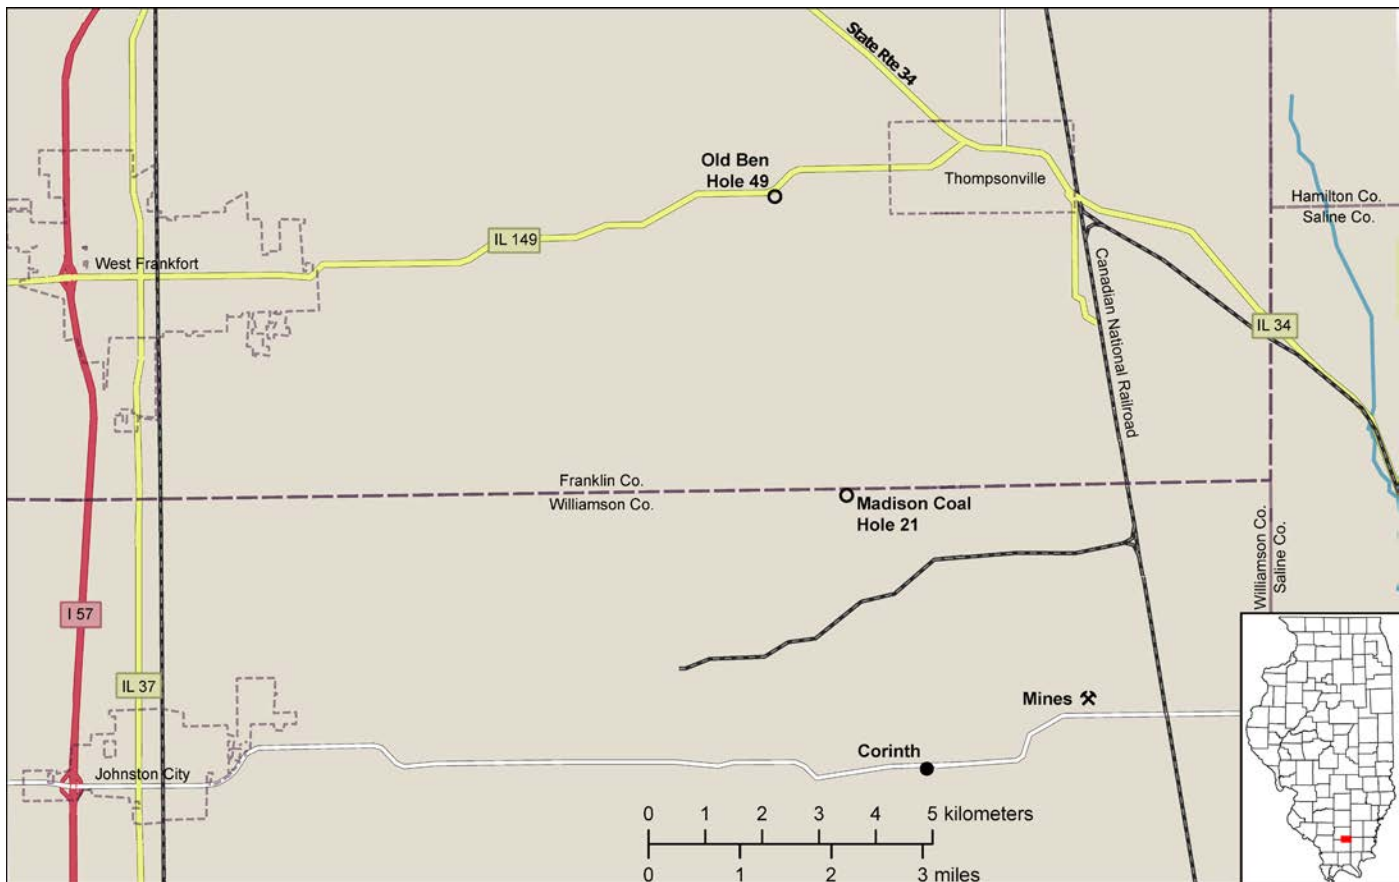 State Rte 34
Old Ben
Hole 49
Thompsonville
Hamilton Co.
Saline Co.
IL 149
West Frankfort
Canadian National Railroad
IL 34
Franklin Co.
Williamson Co.
Madison Coal
Hole 21
Williamson Co.
Saline Co.
I 57
IL 37
Mines
Corinth
Johnston City
0 1 2 3 4 5 kilometers
0 1 2 3 miles